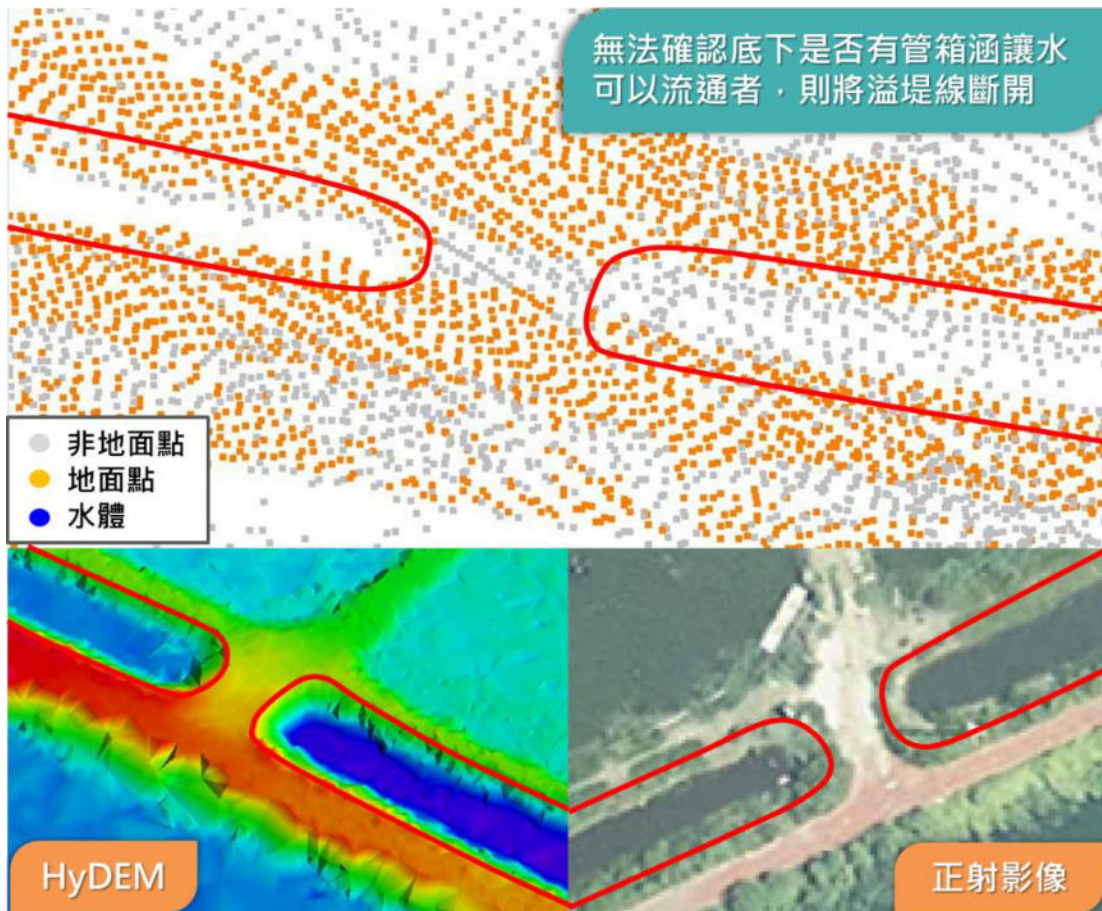 無法確認底下是否有管箱涵讓水
可以流通者，則將溢堤線斷開
非地面點
地面點
水體
HyDEM
正射影像